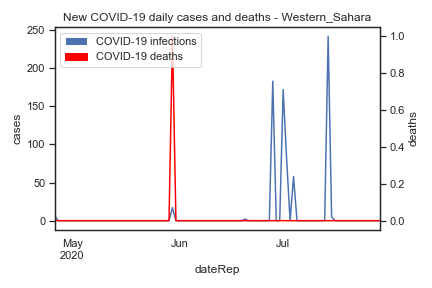 New COVID-19 daily cases and deaths - Western_Sahara
COVID-19 infections
COVID-19 deaths
250
200
150
100
50
0
cases
1.0
0.8
0.6
0.4
0.2
0.0
deaths
May
2020
Jun
Jul
dateRep